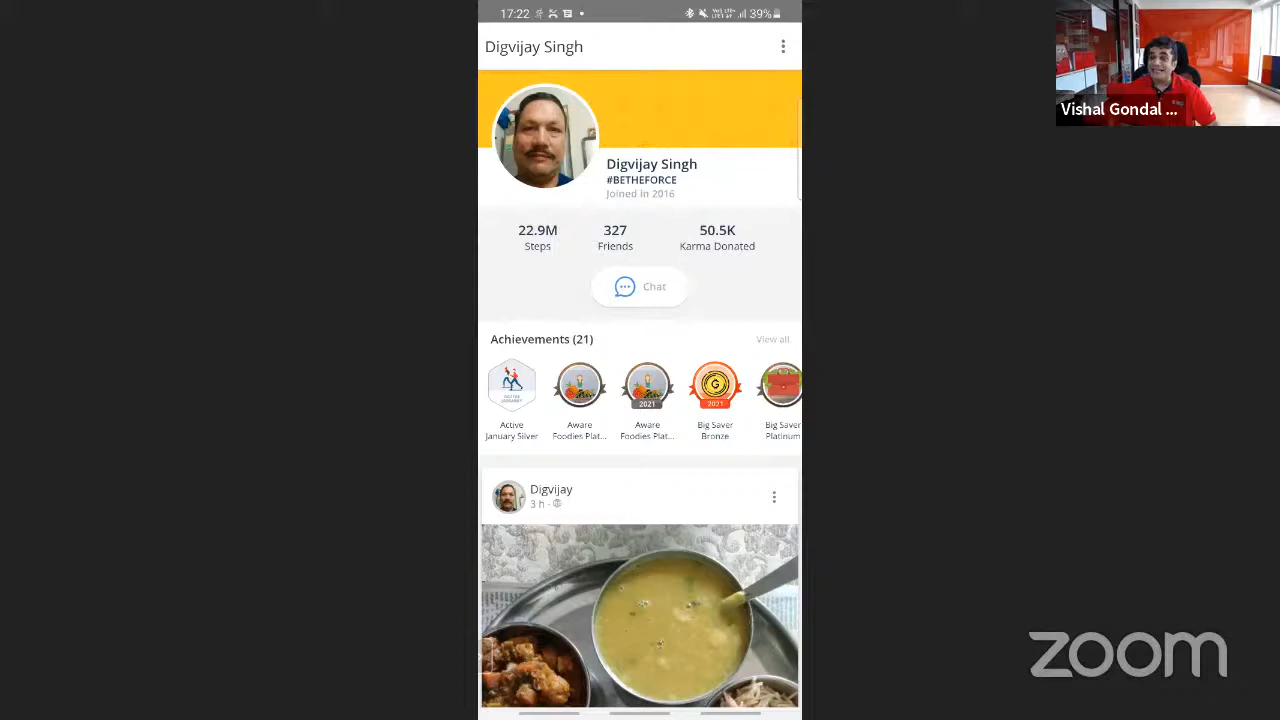 17:22
39%
Digvijay Singh
Digvijay Singh
#BETHEFORCE
Joined in 2016
22.9M
327
50.5K
Steps
Friends
Karma Donated
Chat
Achievements (21)
View all
2021
G
2021
Active
January Silver
Aware
Foodies Plat...
Aware
Foodies Plat...
Big Saver
Bronze
Big Saver
Platinum
Digvijay
3 h -
Vishal Gondal ...
zoom